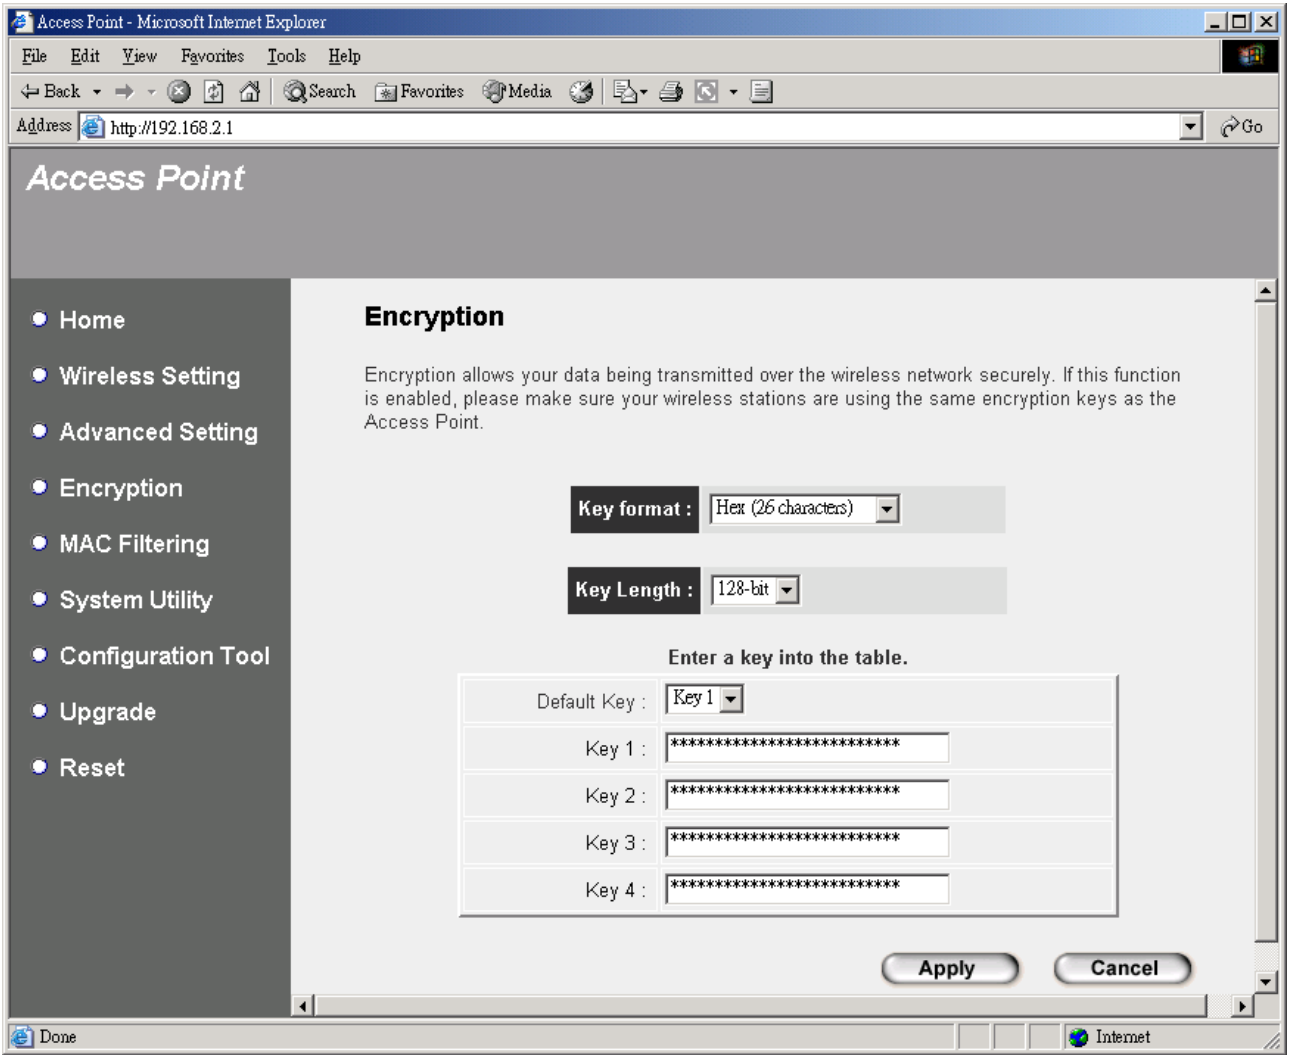 Access Point - Microsoft Internet Explorer
File Edit View Favorites Tools Help
Back Search Favorites Media
Address http://192.168.2.1 Go
Access Point
Home
Wireless Setting
Advanced Setting
Encryption
MAC Filtering
System Utility
Configuration Tool
Upgrade
Reset
Encryption
Encryption allows your data being transmitted over the wireless network securely. If this function
is enabled, please make sure your wireless stations are using the same encryption keys as the
Access Point.
Key format : Hex (26 characters)
Key Length : 128-bit
Enter a key into the table.
Default Key : Key 1
Key 1 : **************************
Key 2 : **************************
Key 3 : **************************
Key 4 : **************************
Apply Cancel
Done Internet